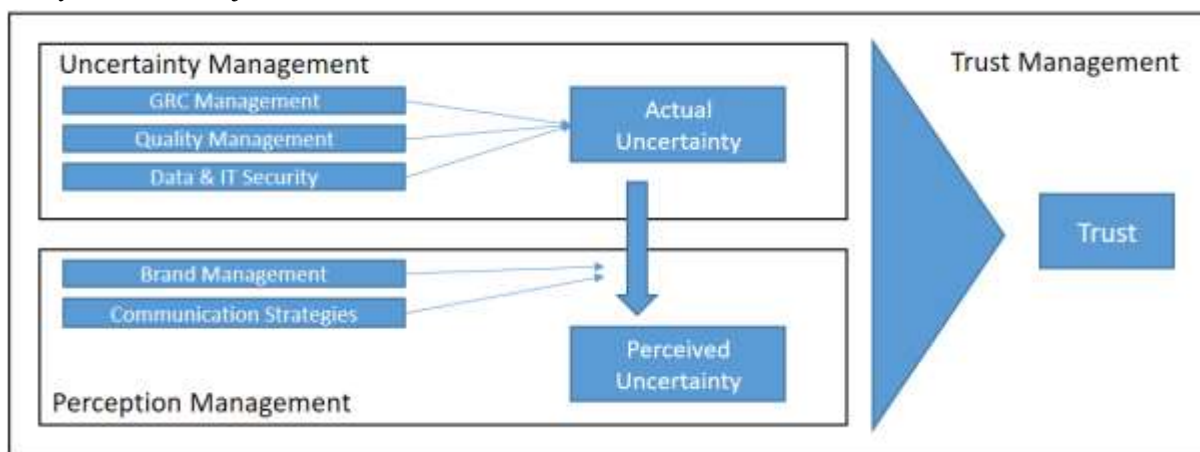 Uncertainty Management
Trust Management
GRC Management
Quality Management
Data & IT Security
Actual
Uncertainty
Trust
Brand Management
Communication Strategies
Perceived
Uncertainty
Perception Management